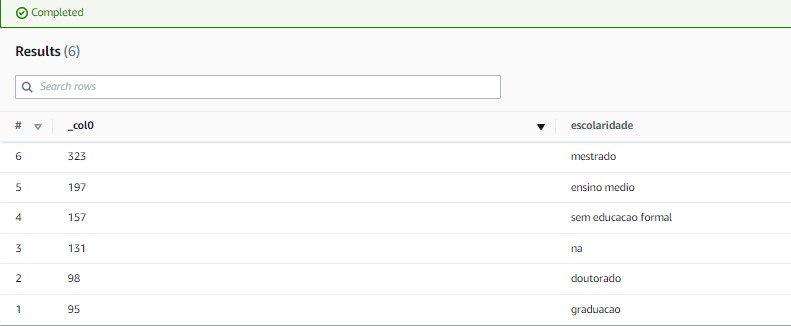 Completed
Results (6)
Search rows
# _col0 escolaridade
6 323 mestrado
5 197 ensino medio
4 157 sem educacao formal
3 131 na
2 98 doutorado
1 95 graduacao